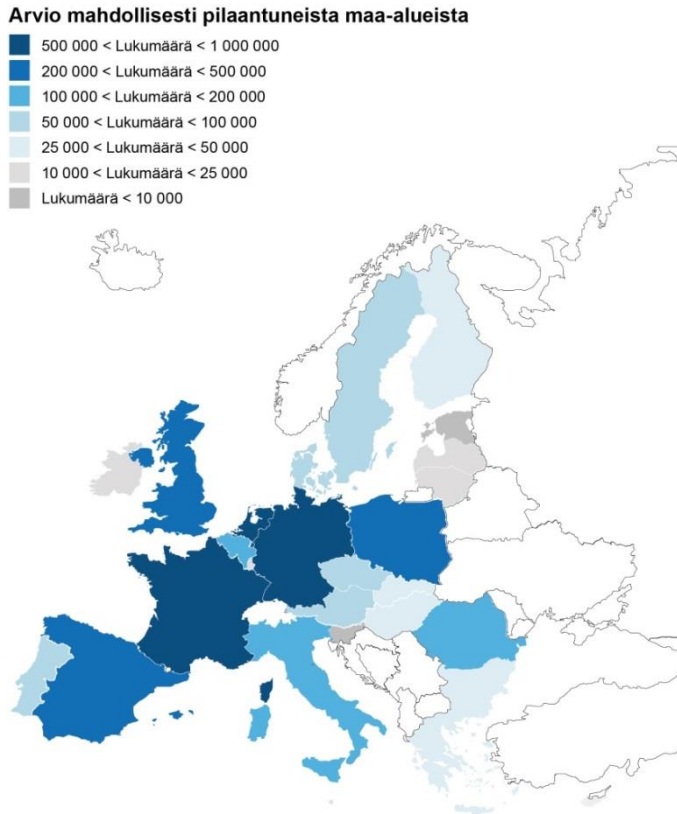 Arvio mahdollisesti pilaantuneista maa-alueista
500 000 < Lukumäärä < 1 000 000
200 000 < Lukumäärä < 500 000
100 000 < Lukumäärä < 200 000
50 000 < Lukumäärä < 100 000
25 000 < Lukumäärä < 50 000
10 000 < Lukumäärä < 25 000
Lukumäärä < 10 000